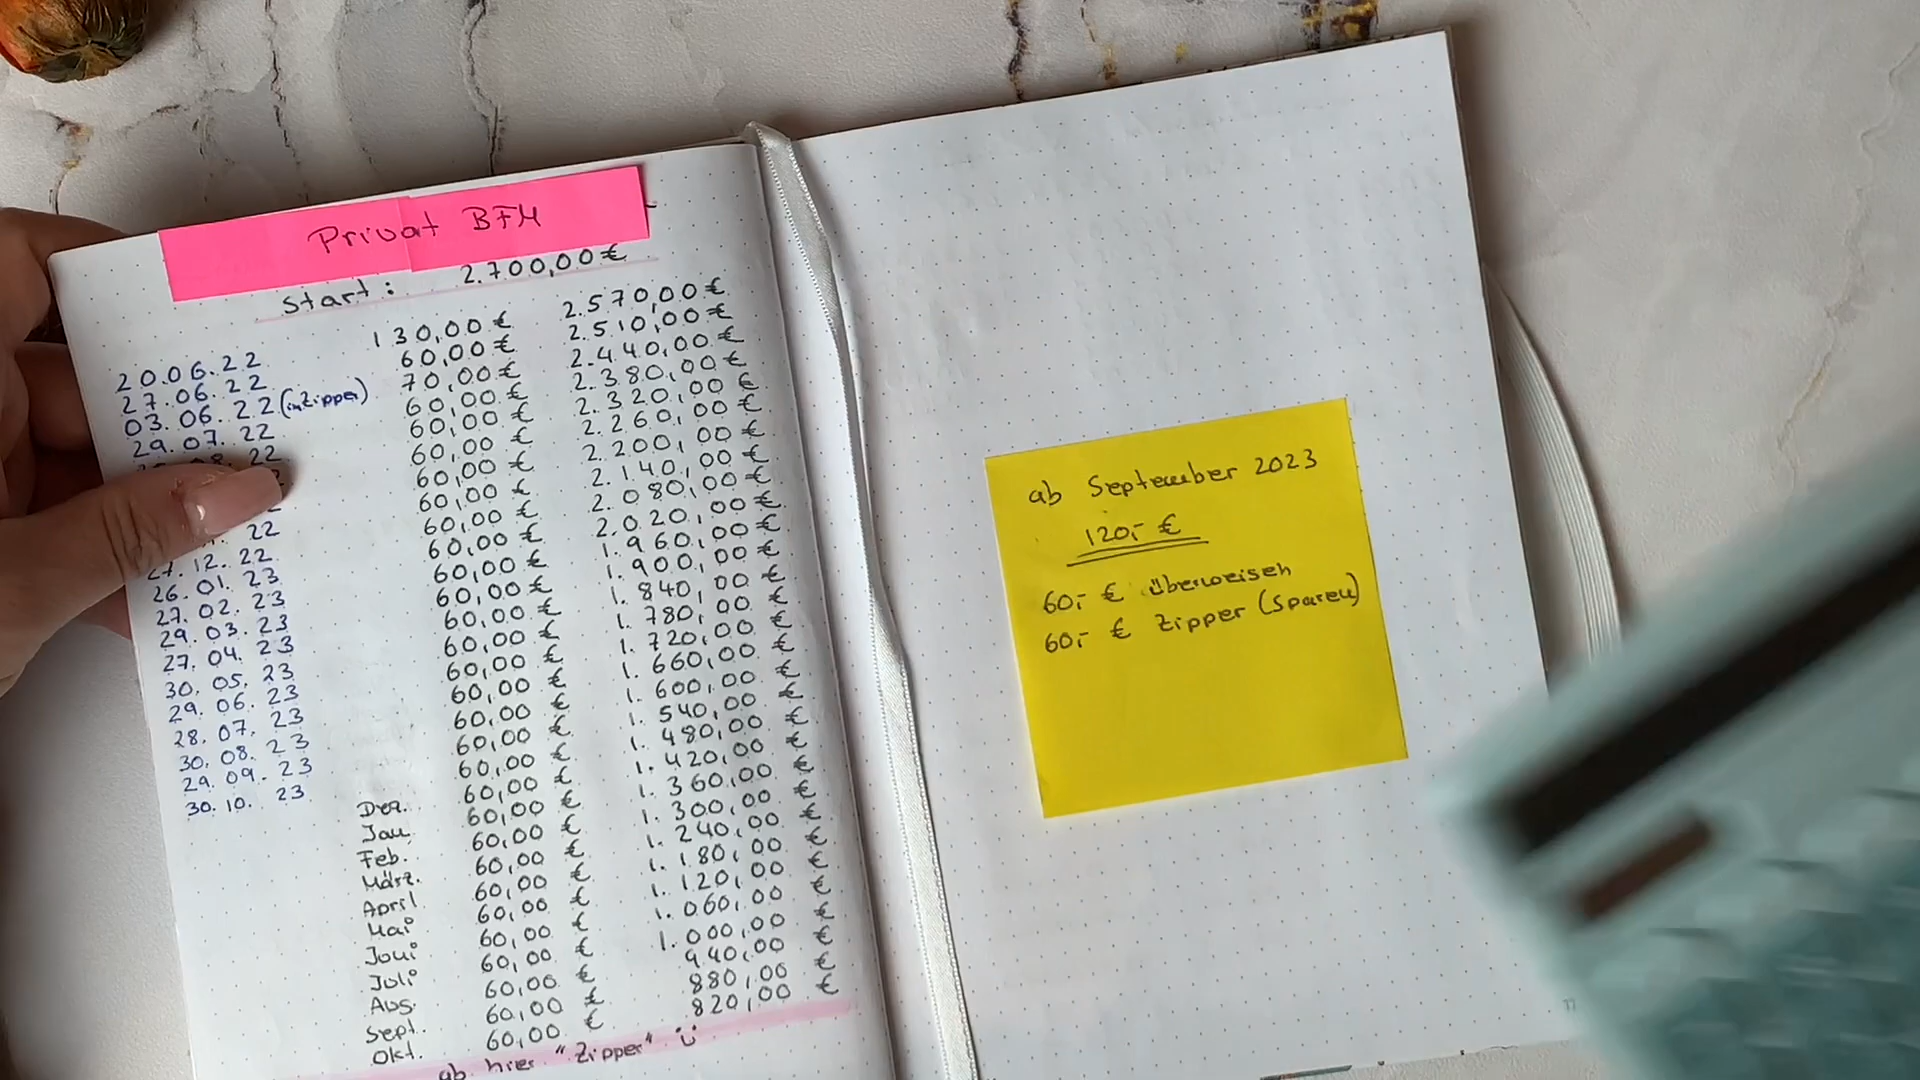 Privat BFM
Start: 2.700,00 €
20.06.22 130,00 € 2.570,00 €
27.06.22 60,00 € 2.510,00 €
03.06.22 (in Zipper) 70,00 € 2.440,00 €
29.07.22 60,00 € 2.380,00 €
08.22 60,00 € 2.320,00 €
60,00 € 2.260,00 €
60,00 € 2.200,00 €
22 60,00 € 2.140,00 €
27.12.22 60,00 € 2.080,00 €
26.01.23 60,00 € 2.020,00 €
27.02.23 60,00 € 1.960,00 €
29.03.23 60,00 € 1.900,00 €
27.04.23 60,00 € 1.840,00 €
30.05.23 60,00 € 1.780,00 €
29.06.23 60,00 € 1.720,00 €
28.07.23 60,00 € 1.660,00 €
30.08.23 60,00 € 1.600,00 €
29.09.23 60,00 € 1.540,00 €
30.10.23 60,00 € 1.480,00 €
Dez. 60,00 € 1.420,00 €
Jan 60,00 € 1.360,00 €
Feb. 60,00 € 1.300,00 €
März. 60,00 € 1.240,00 €
April 60,00 € 1.180,00 €
Mai 60,00 € 1.120,00 €
Juni 60,00 € 1.060,00 €
Juli 60,00 € 1.000,00 €
Aug. 60,00 € 940,00 €
Sept. 60,00 € 880,00 €
Okt. 60,00 € 820,00 €
ab hier "Zipper" ü
ab September 2023
120,- €
60,- € überweisen
60,- € Zipper (Sparen)